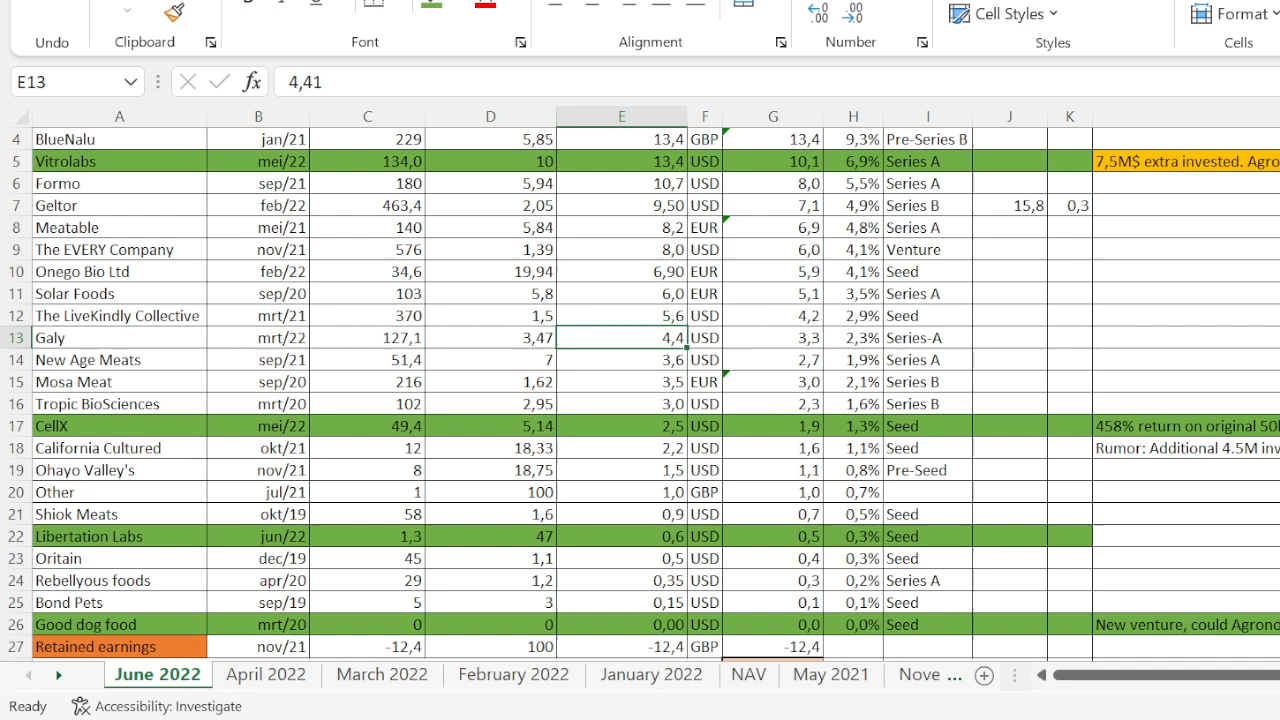 Undo Clipboard Font Alignment Number Styles Cells
Cell Styles Format
E13 fx 4,41
A B C D E F G H I J K
4 BlueNalu jan/21 229 5,85 13,4 GBP 13,4 9,3% Pre-Series B
5 Vitrolabs mei/22 134,0 10 13,4 USD 10,1 6,9% Series A 7,5M$ extra invested. Agro
6 Formo sep/21 180 5,94 10,7 USD 8,0 5,5% Series A
7 Geltor feb/22 463,4 2,05 9,50 USD 7,1 4,9% Series B 15,8 0,3
8 Meatable mei/21 140 5,84 8,2 EUR 6,9 4,8% Series A
9 The EVERY Company nov/21 576 1,39 8,0 USD 6,0 4,1% Venture
10 Onego Bio Ltd feb/22 34,6 19,94 6,90 EUR 5,9 4,1% Seed
11 Solar Foods sep/20 103 5,8 6,0 EUR 5,1 3,5% Series A
12 The LiveKindly Collective mrt/21 370 1,5 5,6 USD 4,2 2,9% Seed
13 Galy mrt/22 127,1 3,47 4,4 USD 3,3 2,3% Series-A
14 New Age Meats sep/21 51,4 7 3,6 USD 2,7 1,9% Series A
15 Mosa Meat sep/20 216 1,62 3,5 EUR 3,0 2,1% Series B
16 Tropic BioSciences mrt/20 102 2,95 3,0 USD 2,3 1,6% Series B
17 CellX mei/22 49,4 5,14 2,5 USD 1,9 1,3% Seed 458% return on original 50
18 California Cultured okt/21 12 18,33 2,2 USD 1,6 1,1% Seed Rumor: Additional 4.5M inv
19 Ohayo Valley's nov/21 8 18,75 1,5 USD 1,1 0,8% Pre-Seed
20 Other jul/21 1 100 1,0 GBP 1,0 0,7%
21 Shiok Meats okt/19 58 1,6 0,9 USD 0,7 0,5% Seed
22 Libertation Labs jun/22 1,3 47 0,6 USD 0,5 0,3% Seed
23 Oritain dec/19 45 1,1 0,5 USD 0,4 0,3% Seed
24 Rebellyous foods apr/20 29 1,2 0,35 USD 0,3 0,2% Series A
25 Bond Pets sep/19 5 3 0,15 USD 0,1 0,1% Seed
26 Good dog food mrt/20 0 0 0,00 USD 0,0 0,0% Seed New venture, could Agrono
27 Retained earnings nov/21 -12,4 100 -12,4 GBP -12,4
June 2022 April 2022 March 2022 February 2022 January 2022 NAV May 2021 Nove ...
Ready Accessibility: Investigate